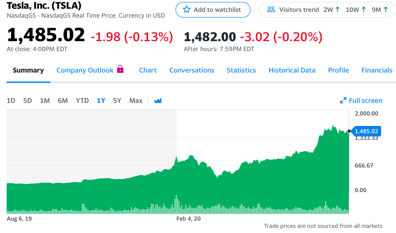 Tesla, Inc. (TSLA)
NasdaqGS - NasdaqGS Real Time Price. Currency in USD
Add to watchlist
Visitors trend 2W↑ 10W↑ 9M↑
1,485.02 -1.98 (-0.13%)
At close: 4:00PM EDT
1,482.00 -3.02 (-0.20%)
After hours: 7:59PM EDT
Summary Company Outlook Chart Conversations Statistics Historical Data Profile Financials
1D 5D 1M 6M YTD 1Y 5Y Max
Full screen
2,000.00
1,485.02
1,333.33
666.67
0.00
Aug 6, 19 Feb 4, 20
Trade prices are not sourced from all markets